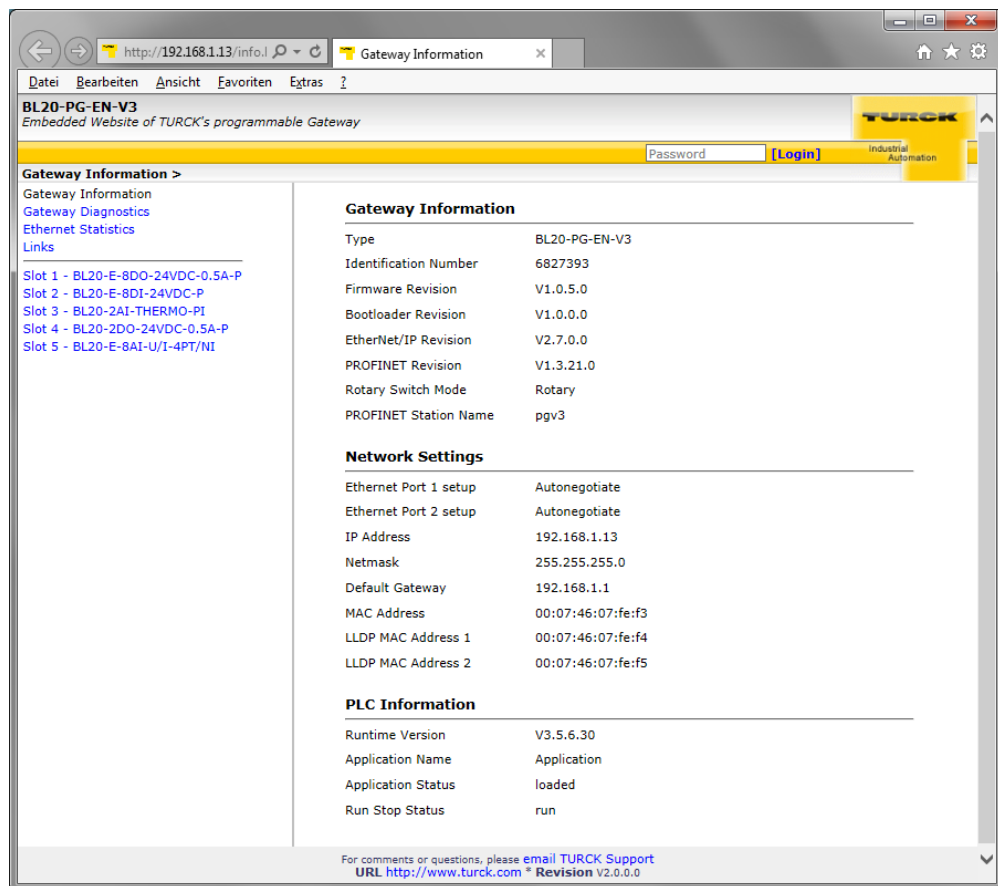 http://192.168.1.13/info.l
Gateway Information
Datei Bearbeiten Ansicht Favoriten Extras ?
BL20-PG-EN-V3
Embedded Website of TURCK's programmable Gateway
TURCK
Industrial
Automation
Password [Login]
Gateway Information >
Gateway Information
Gateway Diagnostics
Ethernet Statistics
Links
Slot 1 - BL20-E-8DO-24VDC-0.5A-P
Slot 2 - BL20-E-8DI-24VDC-P
Slot 3 - BL20-2AI-THERMO-PI
Slot 4 - BL20-2DO-24VDC-0.5A-P
Slot 5 - BL20-E-8AI-U/I-4PT/NI
Gateway Information
Type BL20-PG-EN-V3
Identification Number 6827393
Firmware Revision V1.0.5.0
Bootloader Revision V1.0.0.0
EtherNet/IP Revision V2.7.0.0
PROFINET Revision V1.3.21.0
Rotary Switch Mode Rotary
PROFINET Station Name pgv3
Network Settings
Ethernet Port 1 setup Autonegotiate
Ethernet Port 2 setup Autonegotiate
IP Address 192.168.1.13
Netmask 255.255.255.0
Default Gateway 192.168.1.1
MAC Address 00:07:46:07:fe:f3
LLDP MAC Address 1 00:07:46:07:fe:f4
LLDP MAC Address 2 00:07:46:07:fe:f5
PLC Information
Runtime Version V3.5.6.30
Application Name Application
Application Status loaded
Run Stop Status run
For comments or questions, please email TURCK Support
URL http://www.turck.com * Revision V2.0.0.0